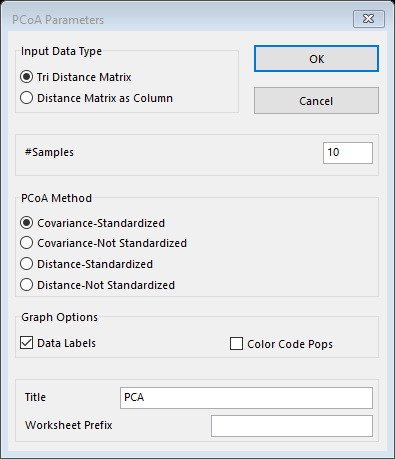 PCoA Parameters
Input Data Type
Tri Distance Matrix
Distance Matrix as Column
OK
Cancel
#Samples 10
PCoA Method
Covariance-Standardized
Covariance-Not Standardized
Distance-Standardized
Distance-Not Standardized
Graph Options
Data Labels Color Code Pops
Title PCA
Worksheet Prefix